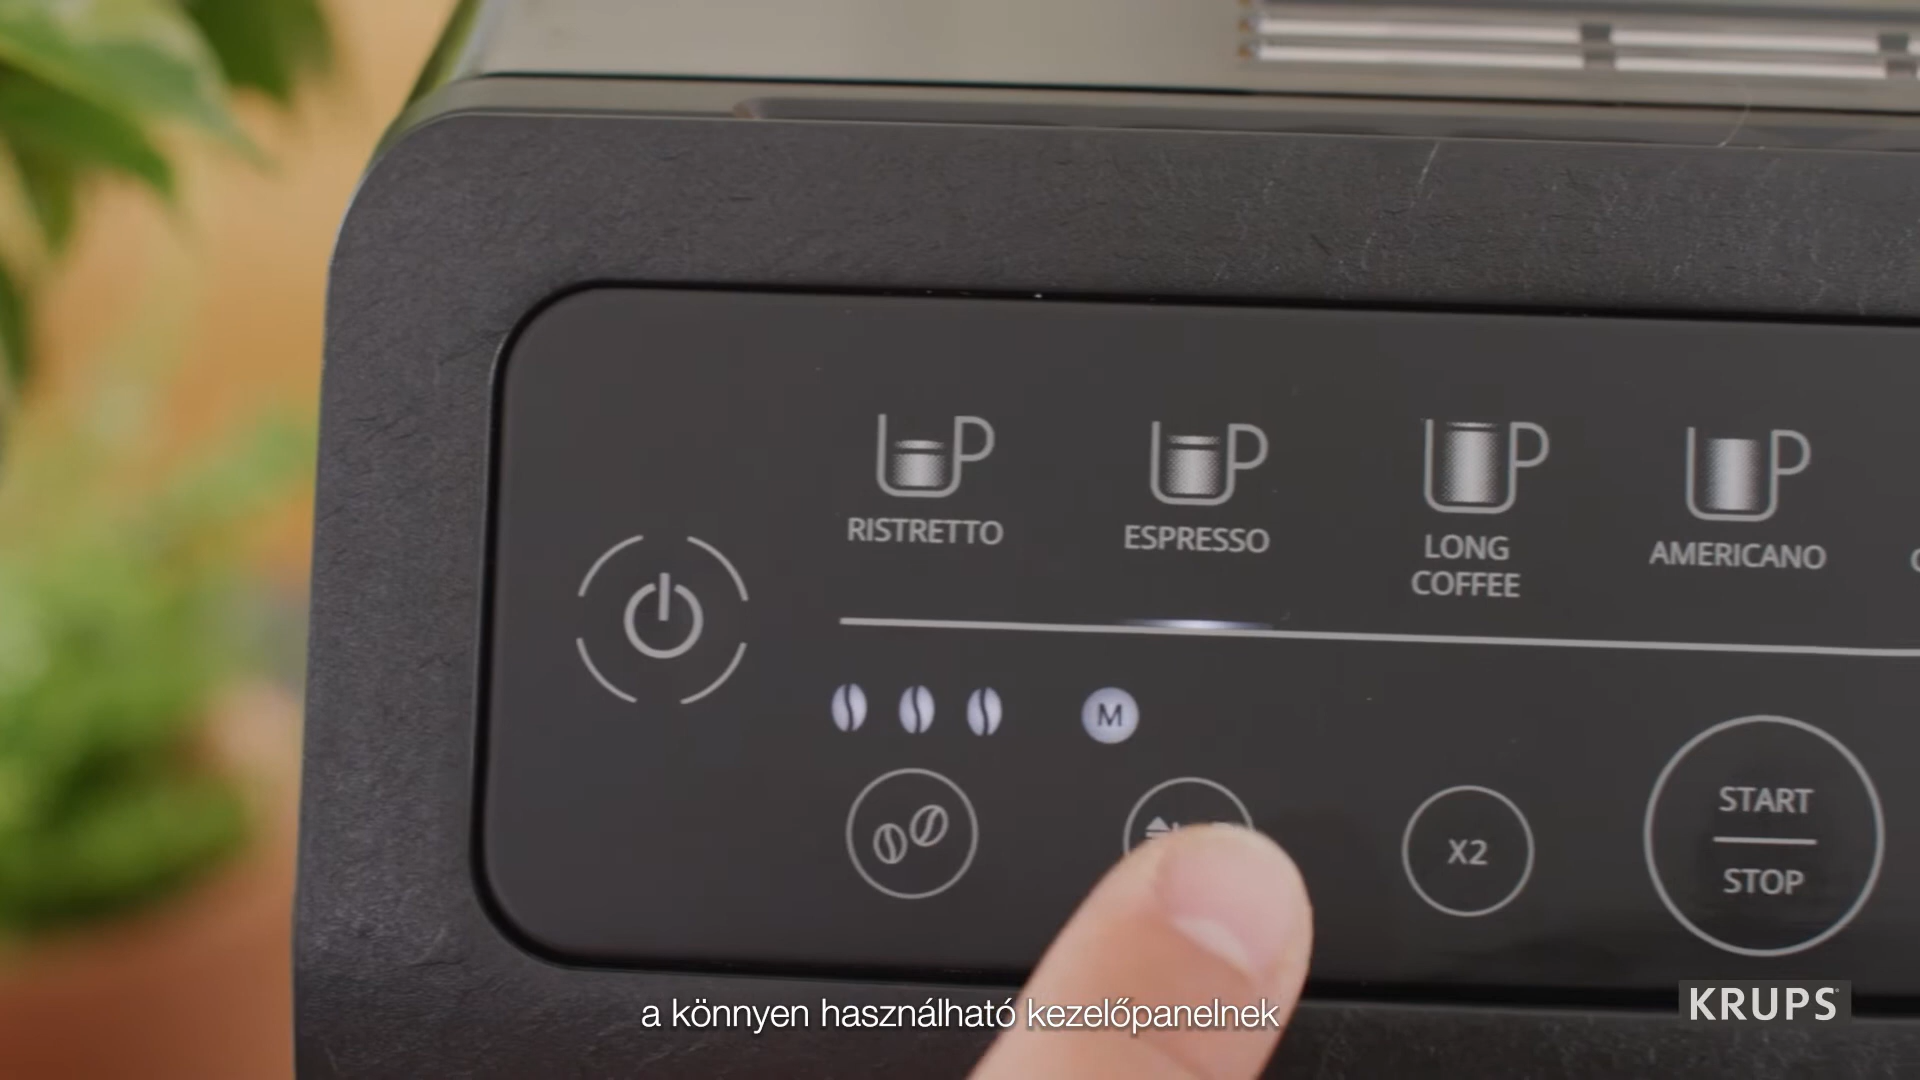 RISTRETTO
ESPRESSO
LONG
COFFEE
AMERICANO
M
X2
START
STOP
a könnyen használható kezelőpanelnek
KRUPS